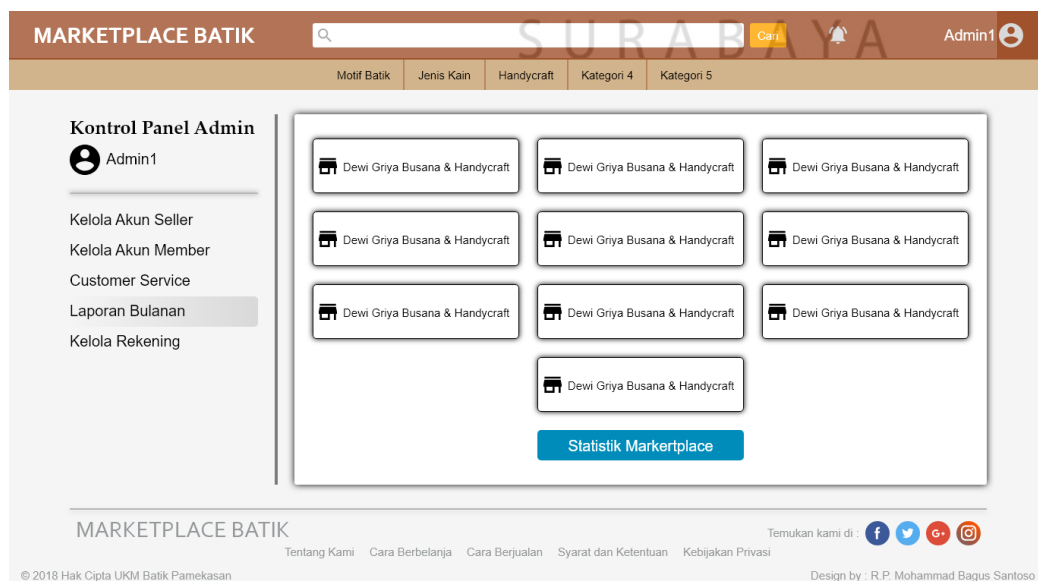 MARKETPLACE BATIK
SURABAYA
Cari
Admin1
Motif Batik Jenis Kain Handycraft Kategori 4 Kategori 5
Kontrol Panel Admin
Admin1
Kelola Akun Seller
Kelola Akun Member
Customer Service
Laporan Bulanan
Kelola Rekening
Dewi Griya Busana & Handycraft Dewi Griya Busana & Handycraft Dewi Griya Busana & Handycraft
Dewi Griya Busana & Handycraft Dewi Griya Busana & Handycraft Dewi Griya Busana & Handycraft
Dewi Griya Busana & Handycraft Dewi Griya Busana & Handycraft Dewi Griya Busana & Handycraft
Dewi Griya Busana & Handycraft
Statistik Markertplace
MARKETPLACE BATIK
Temukan kami di :
f
G+
Tentang Kami Cara Berbelanja Cara Berjualan Syarat dan Ketentuan Kebijakan Privasi
© 2018 Hak Cipta UKM Batik Pamekasan
Design by : R.P. Mohammad Bagus Santoso